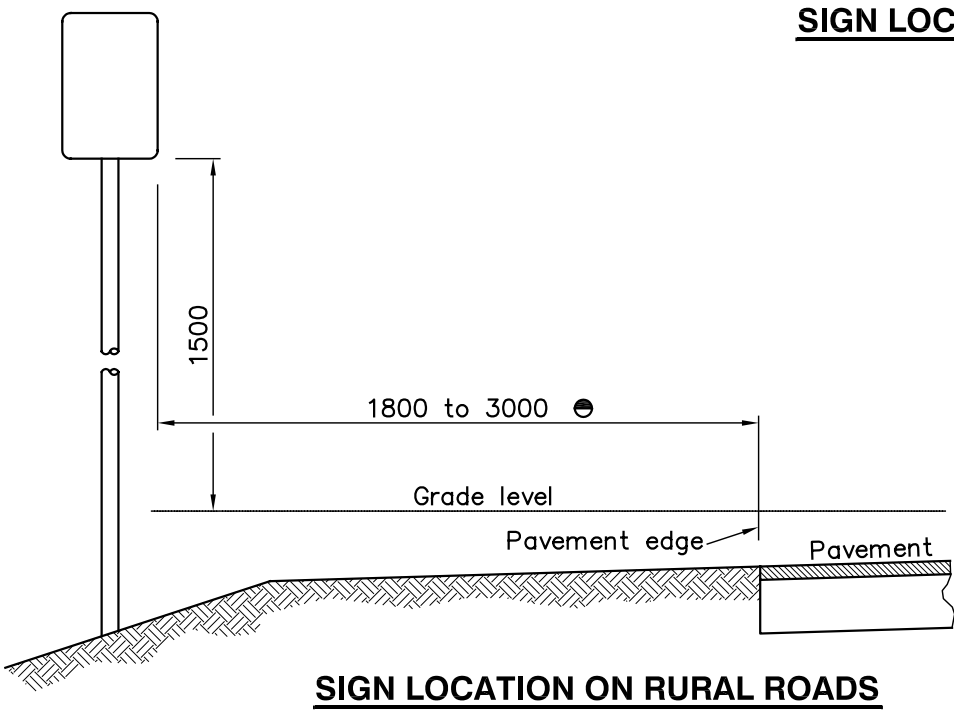 SIGN LOC
1500
1800 to 3000
Grade level
Pavement edge
Pavement
SIGN LOCATION ON RURAL ROADS